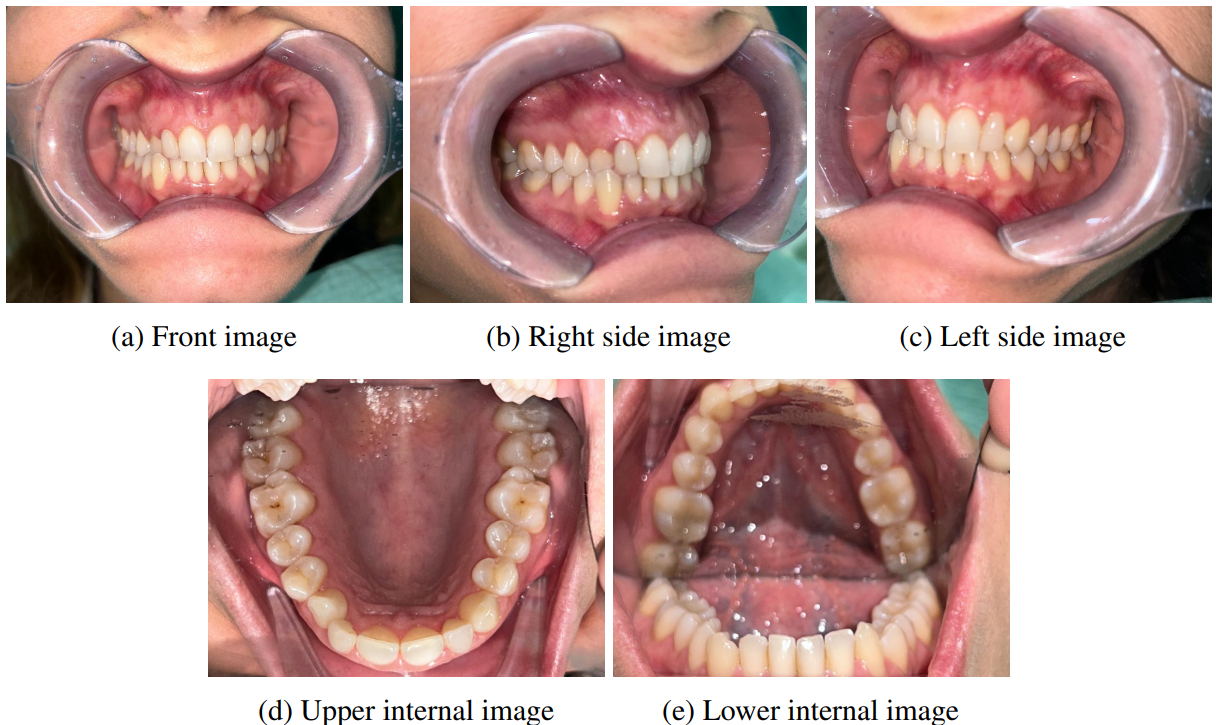 (a) Front image
(b) Right side image
(c) Left side image
(d) Upper internal image
(e) Lower internal image